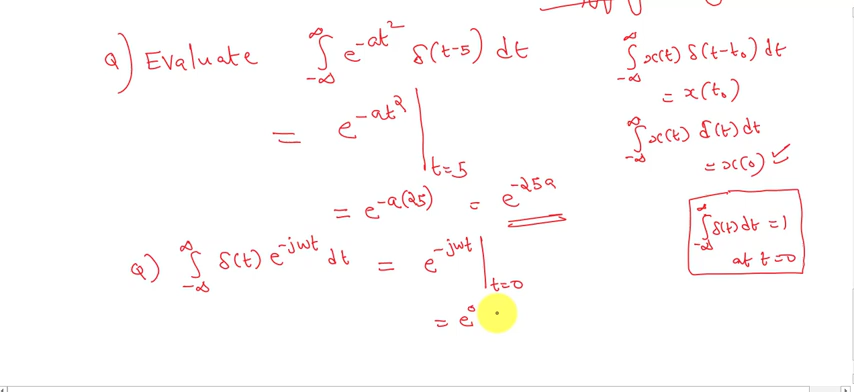 Q) Evaluate ∫_{-∞}^{∞} e^{-at²} δ(t-5) dt
= e^{-at²} |_{t=5}
= e^{-a(25)} = e^{-25a}
Q) ∫_{-∞}^{∞} δ(t) e^{-jωt} dt = e^{-jωt} |_{t=0}
= e⁰
∫_{-∞}^{∞} x(t) δ(t-t₀) dt
= x(t₀)
∫_{-∞}^{∞} x(t) δ(t) dt
= x(0) ✓
∫_{-∞}^{∞} δ(t) dt = 1
at t=0